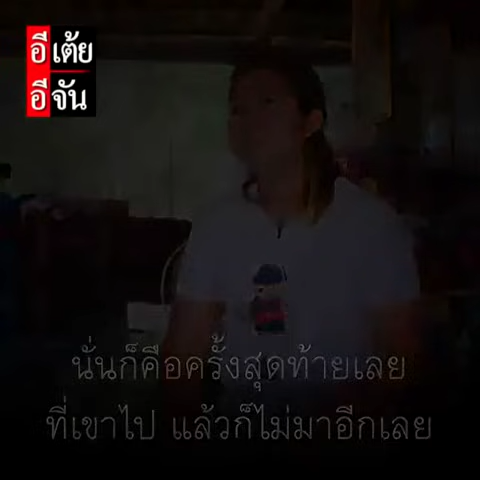 อีเต้ย
อีจัน
นั่นก็คือครั้งสุดท้ายเลย
ที่เขาไป แล้วก็ไม่มาอีกเลย